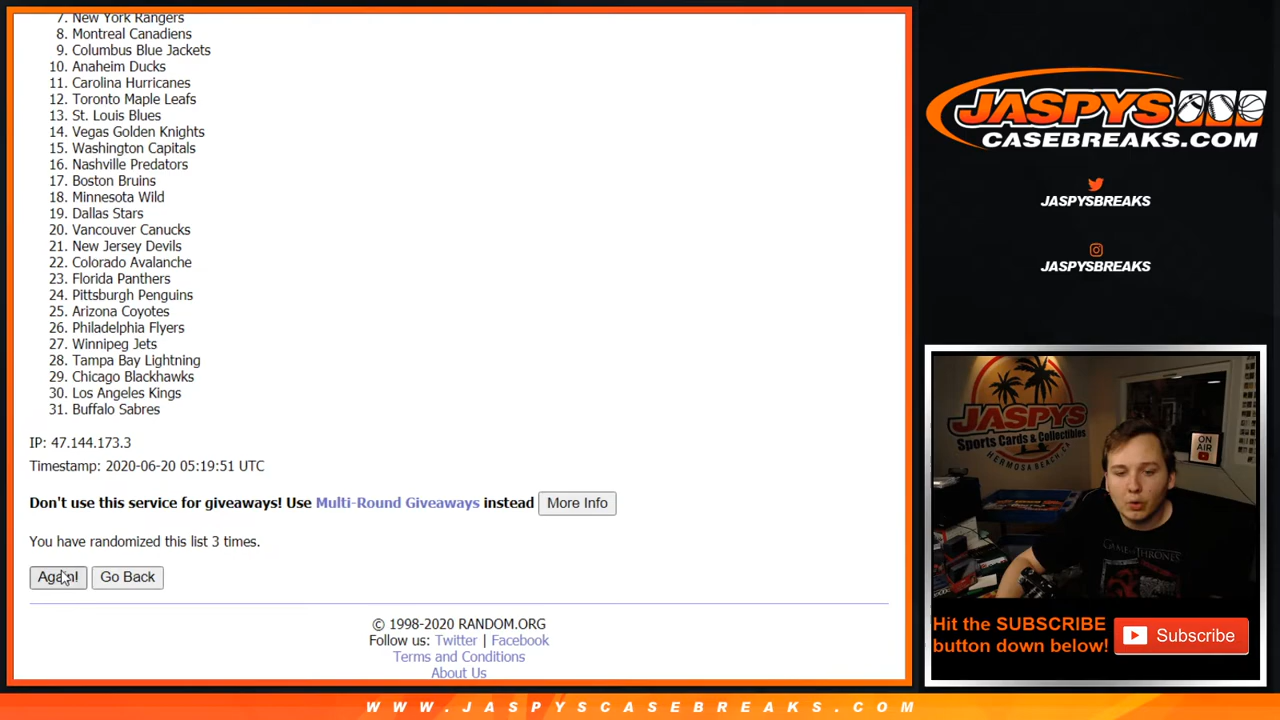 7. New York Rangers
8. Montreal Canadiens
9. Columbus Blue Jackets
10. Anaheim Ducks
11. Carolina Hurricanes
12. Toronto Maple Leafs
13. St. Louis Blues
14. Vegas Golden Knights
15. Washington Capitals
16. Nashville Predators
17. Boston Bruins
18. Minnesota Wild
19. Dallas Stars
20. Vancouver Canucks
21. New Jersey Devils
22. Colorado Avalanche
23. Florida Panthers
24. Pittsburgh Penguins
25. Arizona Coyotes
26. Philadelphia Flyers
27. Winnipeg Jets
28. Tampa Bay Lightning
29. Chicago Blackhawks
30. Los Angeles Kings
31. Buffalo Sabres
IP: 47.144.173.3
Timestamp: 2020-06-20 05:19:51 UTC
Don't use this service for giveaways! Use Multi-Round Giveaways instead More Info
You have randomized this list 3 times.
Again! Go Back
© 1998-2020 RANDOM.ORG
Follow us: Twitter | Facebook
Terms and Conditions
About Us
JASPYS
CASEBREAKS.COM
JASPYSBREAKS
JASPYSBREAKS
JASPYS
Sports Cards & Collectibles
HERMOSA BEACH, CA
ON
AIR
GAME OF THRONES
Hit the SUBSCRIBE
button down below!
Subscribe
WWW.JASPYSCASEBREAKS.COM